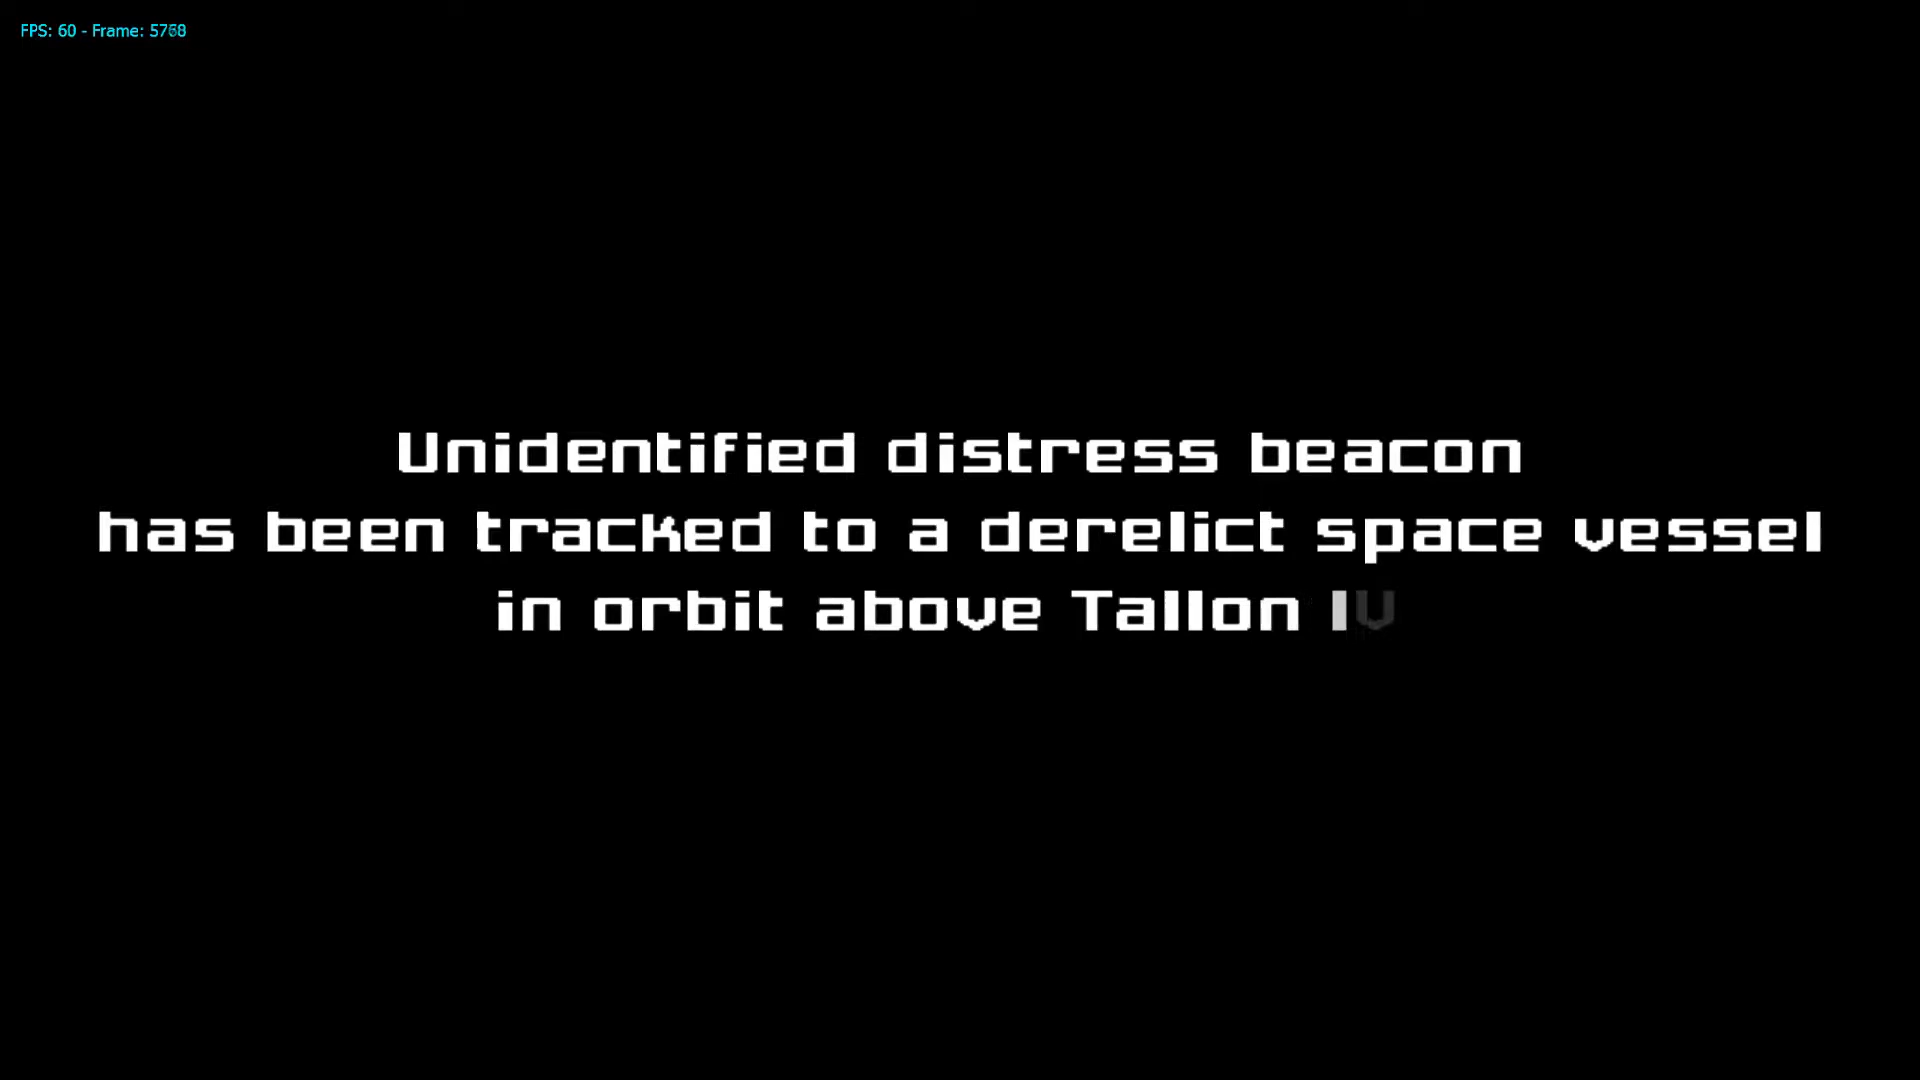 FPS: 60 - Frame: 5768
Unidentified distress beacon
has been tracked to a derelict space vessel
in orbit above Tallon IV